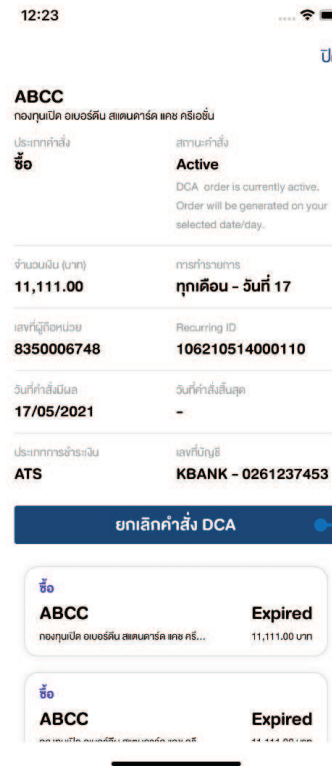 12:23
ABCC
กองทุนเปิด อเบอร์ดีน สแตนดาร์ด แคช ครีเอชั่น
ประเภทคำสั่ง
สถานะคำสั่ง
ซื้อ
Active
DCA order is currently active.
Order will be generated on your
selected date/day.
จำนวนเงิน (บาท)
การทำรายการ
11,111.00
ทุกเดือน - วันที่ 17
เลขที่ผู้ถือหน่วย
Recurring ID
8350006748
106210514000110
วันที่คำสั่งมีผล
วันที่คำสั่งสิ้นสุด
17/05/2021
-
ประเภทการชำระเงิน
เลขที่บัญชี
ATS
KBANK - 0261237453
ยกเลิกคำสั่ง DCA
ซื้อ
ABCC
Expired
กองทุนเปิด อเบอร์ดีน สแตนดาร์ด แคช ครี...
11,111.00 บาท
ซื้อ
ABCC
Expired